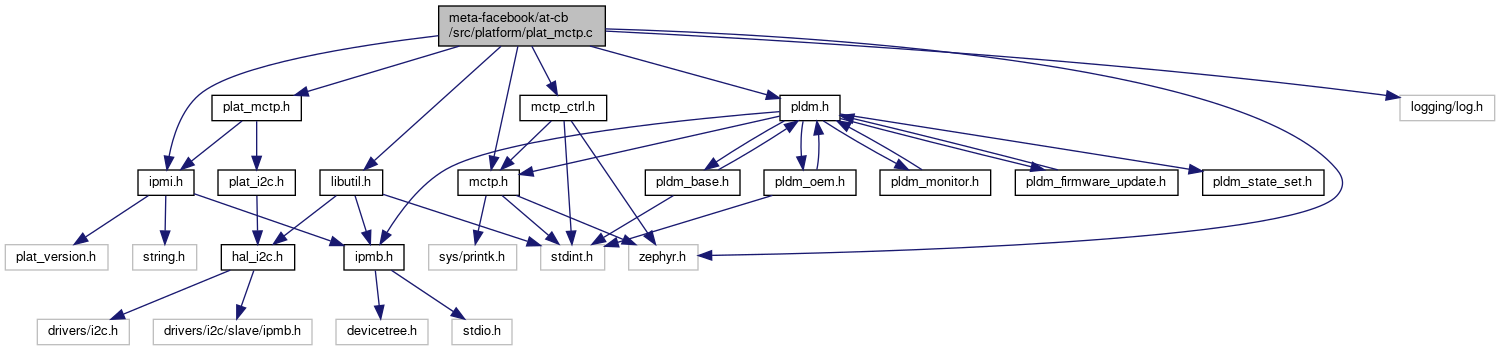 meta-facebook/at-cb
/src/platform/plat_mctp.c
plat_mctp.h
mctp_ctrl.h
pldm.h
logging/log.h
ipmi.h
plat_i2c.h
libutil.h
mctp.h
pldm_base.h
pldm_oem.h
pldm_monitor.h
pldm_firmware_update.h
pldm_state_set.h
plat_version.h
string.h
hal_i2c.h
ipmb.h
sys/printk.h
stdint.h
zephyr.h
drivers/i2c.h
drivers/i2c/slave/ipmb.h
devicetree.h
stdio.h